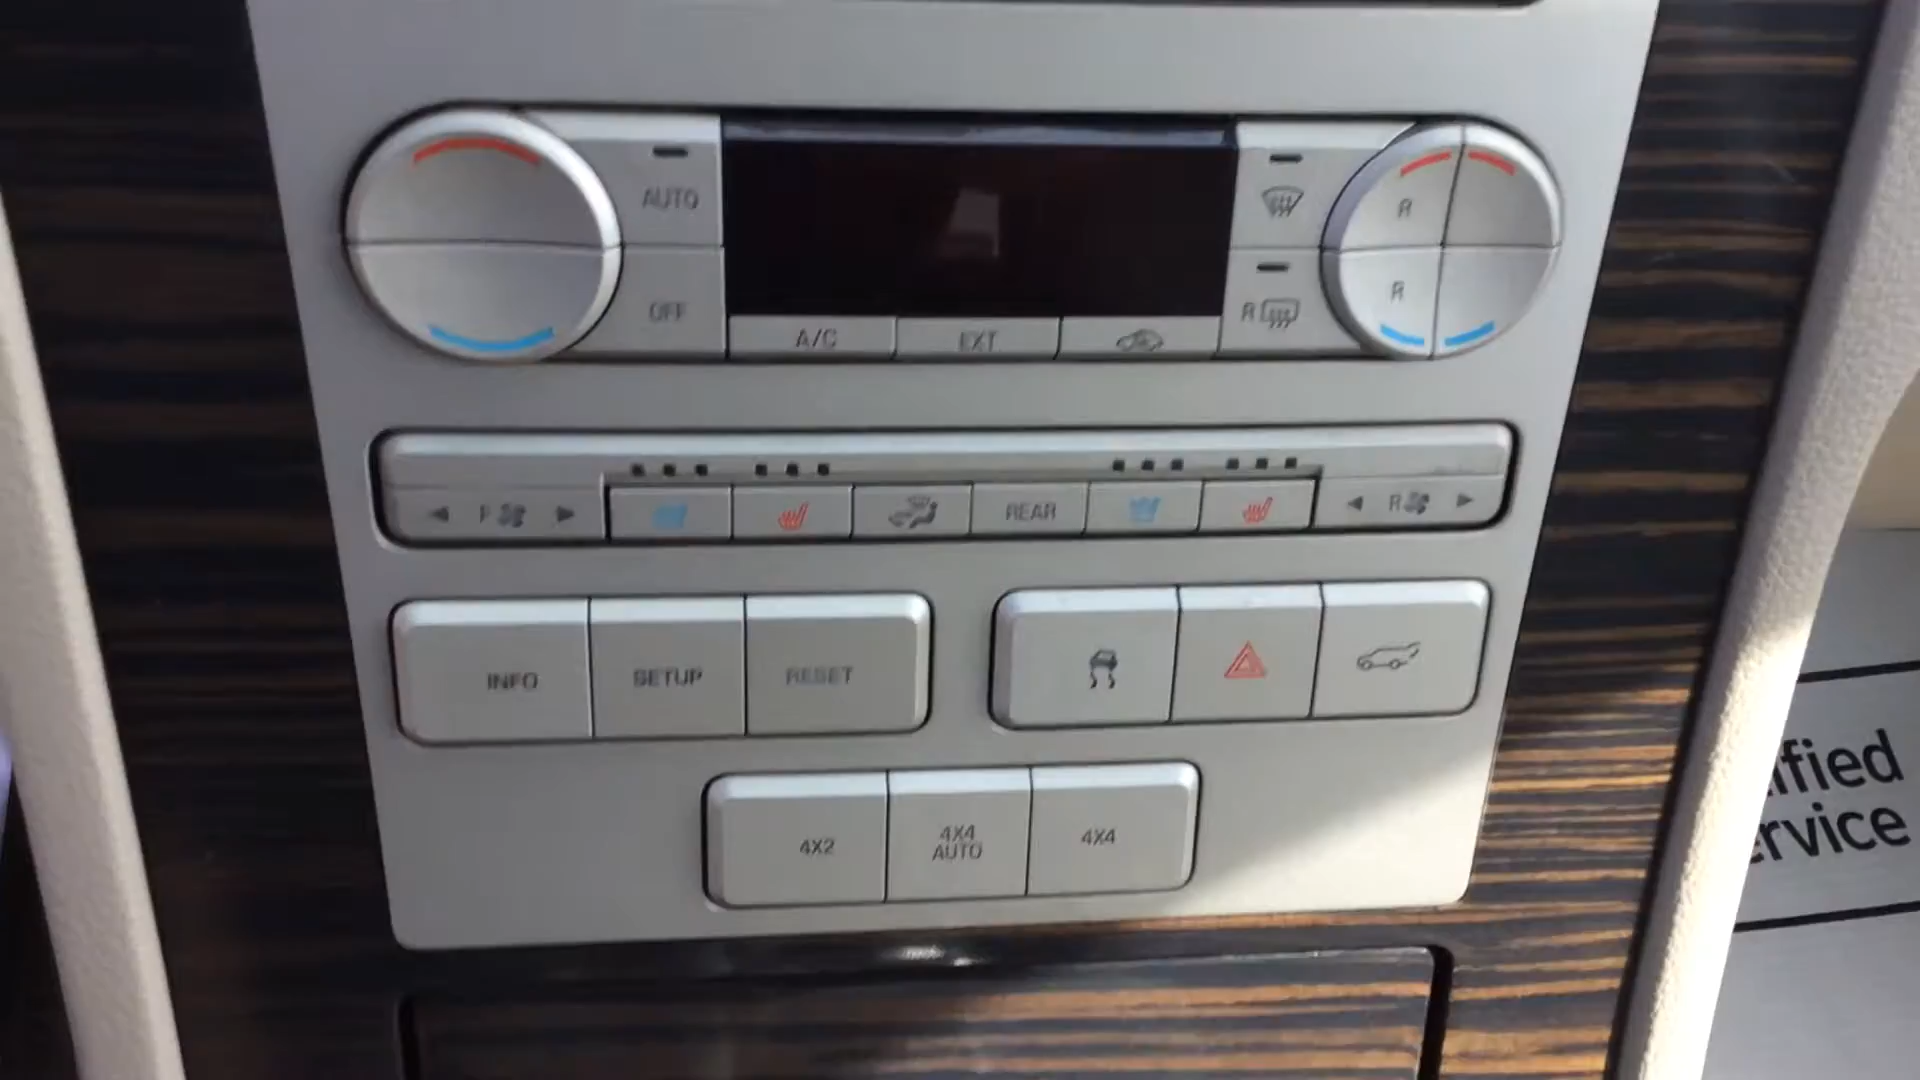 AUTO
R
OFF
R
R
A/C
EXT
F
REAR
R
INFO
SETUP
RESET
4X2
4X4
AUTO
4X4
ified
ervice